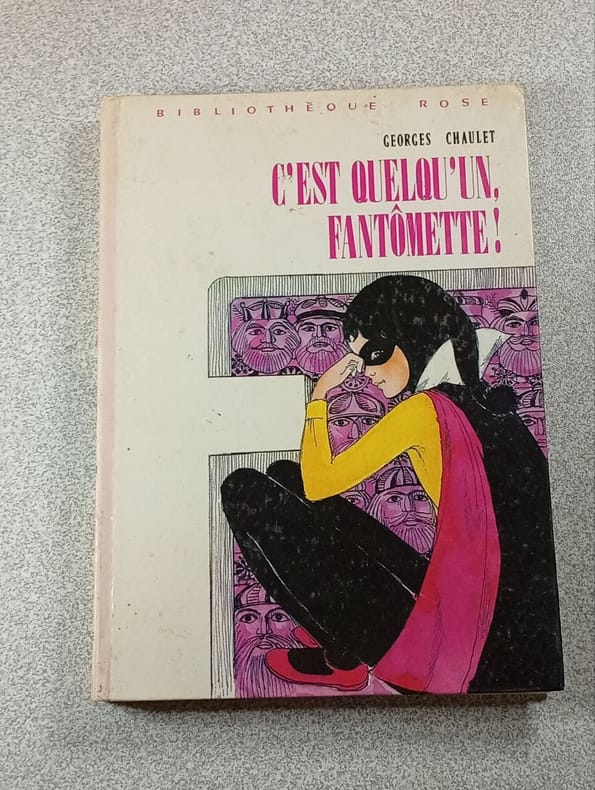 BIBLIOTHÈQUE ROSE
GEORGES CHAULET
C'EST QUELQU'UN,
FANTÔMETTE!